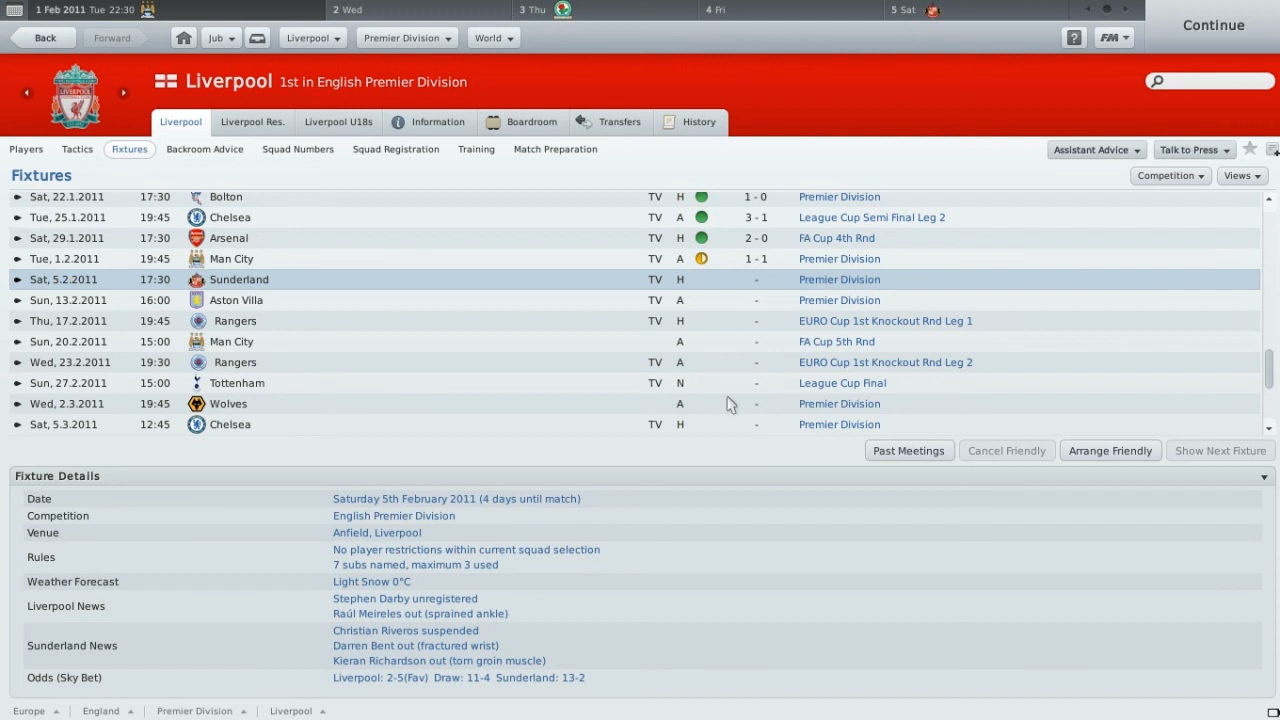 1 Feb 2011 Tue 22:30 2 Wed 3 Thu 4 Fri 5 Sat
Back Forward Job Liverpool Premier Division World ? FM Continue
Liverpool 1st in English Premier Division
Liverpool Liverpool Res. Liverpool U18s Information Boardroom Transfers History
Players Tactics Fixtures Backroom Advice Squad Numbers Squad Registration Training Match Preparation Assistant Advice Talk to Press
Fixtures Competition Views
Sat, 22.1.2011 17:30 Bolton TV H 1 - 0 Premier Division
Tue, 25.1.2011 19:45 Chelsea TV A 3 - 1 League Cup Semi Final Leg 2
Sat, 29.1.2011 17:30 Arsenal TV H 2 - 0 FA Cup 4th Rnd
Tue, 1.2.2011 19:45 Man City TV A 1 - 1 Premier Division
Sat, 5.2.2011 17:30 Sunderland TV H - Premier Division
Sun, 13.2.2011 16:00 Aston Villa TV A - Premier Division
Thu, 17.2.2011 19:45 Rangers TV H - EURO Cup 1st Knockout Rnd Leg 1
Sun, 20.2.2011 15:00 Man City A - FA Cup 5th Rnd
Wed, 23.2.2011 19:30 Rangers TV A - EURO Cup 1st Knockout Rnd Leg 2
Sun, 27.2.2011 15:00 Tottenham TV N - League Cup Final
Wed, 2.3.2011 19:45 Wolves A - Premier Division
Sat, 5.3.2011 12:45 Chelsea TV H - Premier Division
Past Meetings Cancel Friendly Arrange Friendly Show Next Fixture
Fixture Details
Date Saturday 5th February 2011 (4 days until match)
Competition English Premier Division
Venue Anfield, Liverpool
Rules No player restrictions within current squad selection
7 subs named, maximum 3 used
Weather Forecast Light Snow 0°C
Liverpool News Stephen Darby unregistered
Raúl Meireles out (sprained ankle)
Sunderland News Christian Riveros suspended
Darren Bent out (fractured wrist)
Kieran Richardson out (torn groin muscle)
Odds (Sky Bet) Liverpool: 2-5(Fav) Draw: 11-4 Sunderland: 13-2
Europe England Premier Division Liverpool